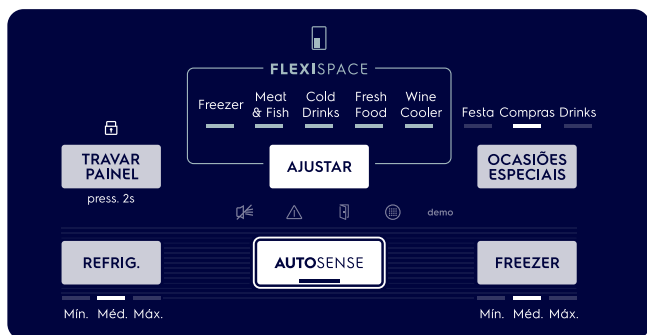 FLEXISPACE
Freezer
Meat & Fish
Cold Drinks
Fresh Food
Wine Cooler
Festa Compras Drinks
TRAVAR
PAINEL
press. 2s
AJUSTAR
OCASIÕES
ESPECIAIS
demo
REFRIG.
AUTOSENSE
FREEZER
Mín. Méd. Máx.
Mín. Méd. Máx.